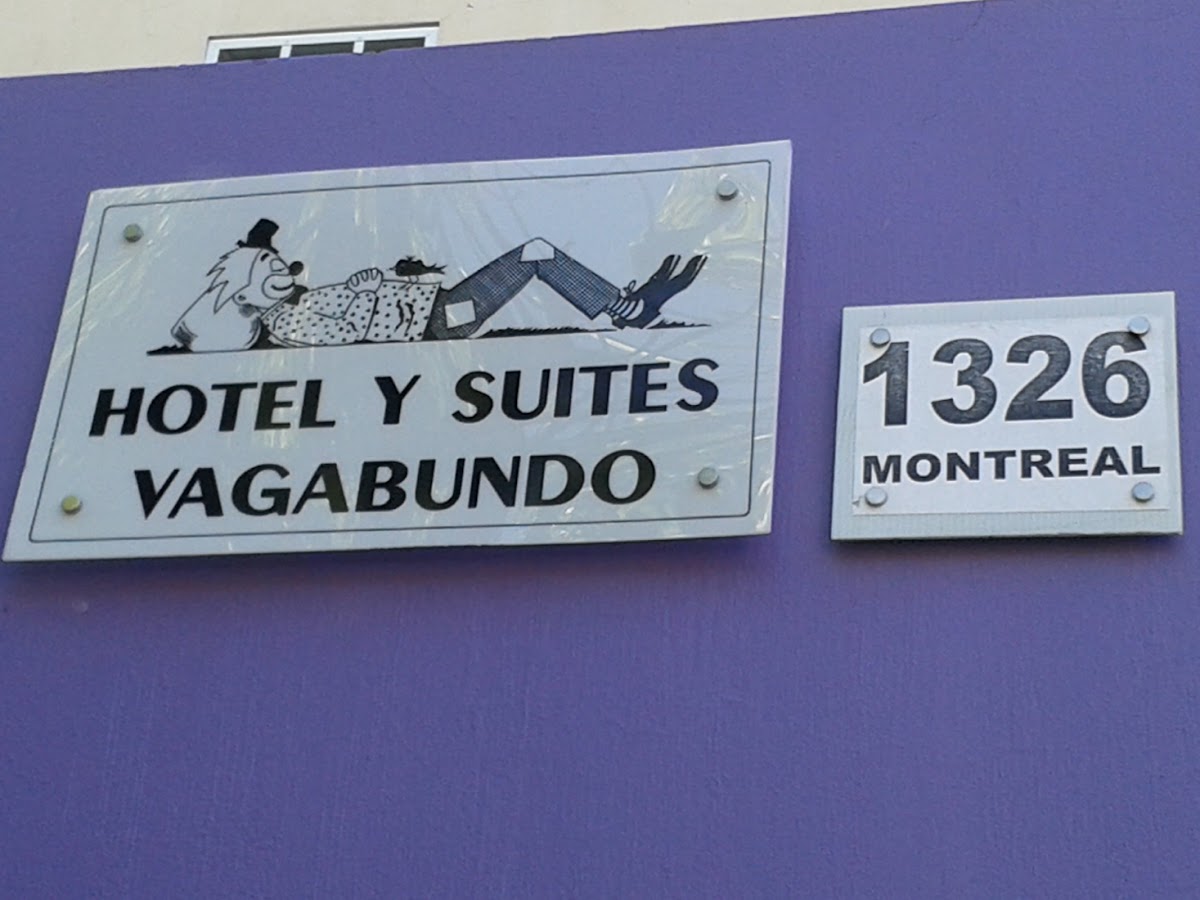 HOTEL Y SUITES
VAGABUNDO
1326
MONTREAL